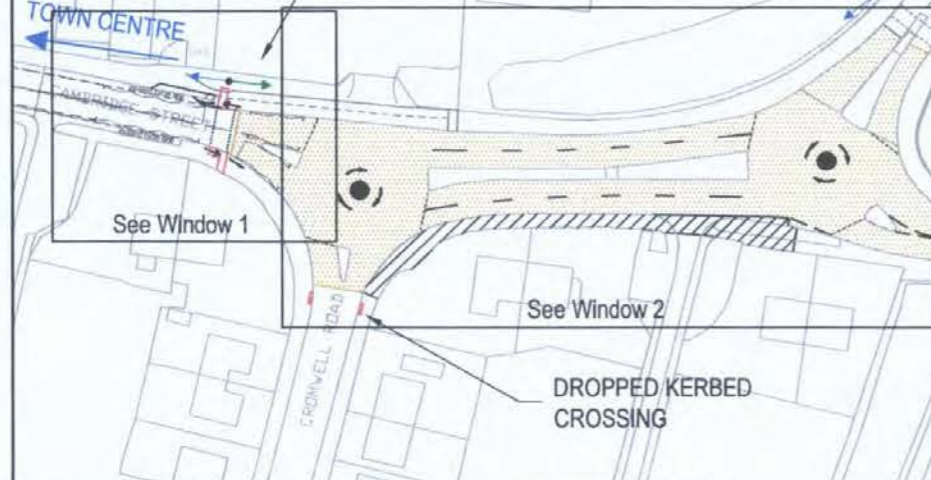 TOWN CENTRE
CAMBRIDGE STREET
See Window 1
See Window 2
CROMWELL ROAD
DROPPED KERBED
CROSSING